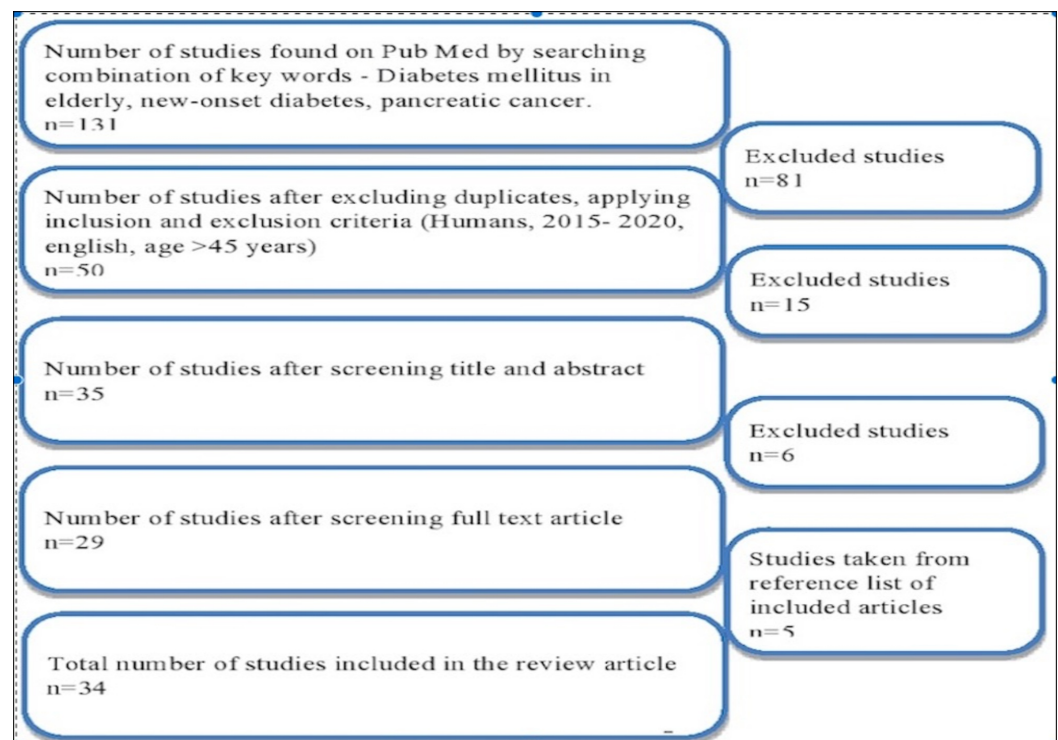 Number of studies found on Pub Med by searching
combination of key words - Diabetes mellitus in
elderly, new-onset diabetes, pancreatic cancer.
n=131
Excluded studies
n=81
Number of studies after excluding duplicates, applying
inclusion and exclusion criteria (Humans, 2015- 2020,
english, age >45 years)
n=50
Excluded studies
n=15
Number of studies after screening title and abstract
n=35
Excluded studies
n=6
Number of studies after screening full text article
n=29
Studies taken from
reference list of
included articles
n=5
Total number of studies included in the review article
n=34